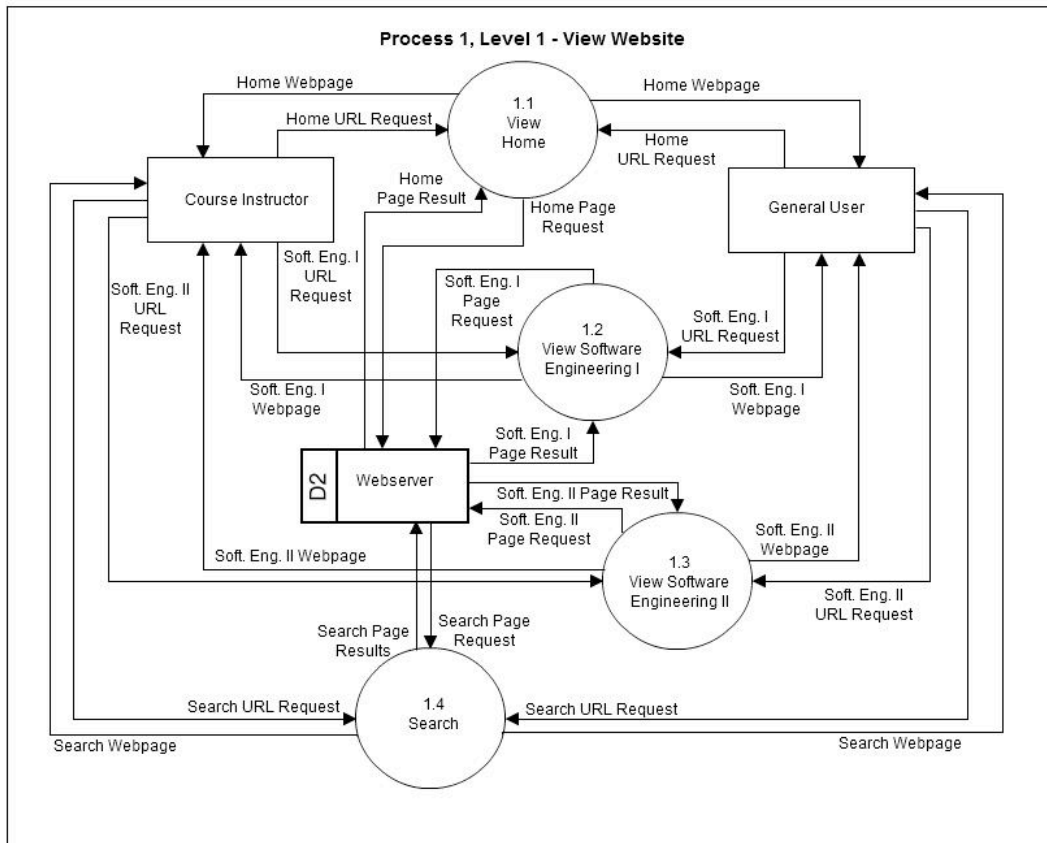 Process 1, Level 1 - View Website
Home Webpage
Home Webpage
1.1
View
Home
Home URL Request
Home
URL Request
Course Instructor
Home
Page Result
General User
Home Page
Request
Soft. Eng. I
URL
Request
Soft. Eng. I
Page
Request
Soft. Eng. II
URL
Request
1.2
View Software
Engineering I
Soft. Eng. I
URL Request
Soft. Eng. I
Webpage
Soft. Eng. I
Webpage
Soft. Eng. I
Page Result
D2
Webserver
Soft. Eng. II Page Result
Soft. Eng. II
Page Request
Soft. Eng. II
Webpage
Soft. Eng. II Webpage
1.3
View Software
Engineering II
Soft. Eng. II
URL Request
Search Page
Results
Search Page
Request
1.4
Search
Search URL Request
Search URL Request
Search Webpage
Search Webpage